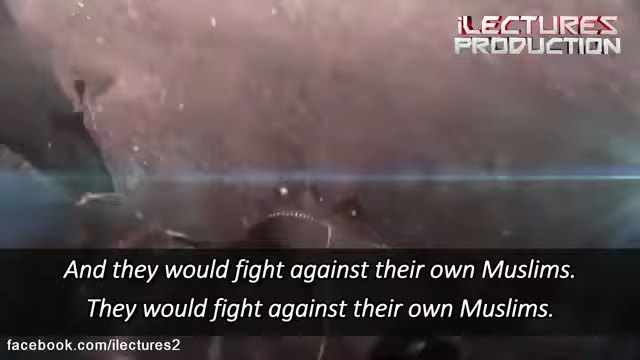 iLECTURES
PRODUCTION
And they would fight against their own Muslims.
They would fight against their own Muslims.
facebook.com/ilectures2